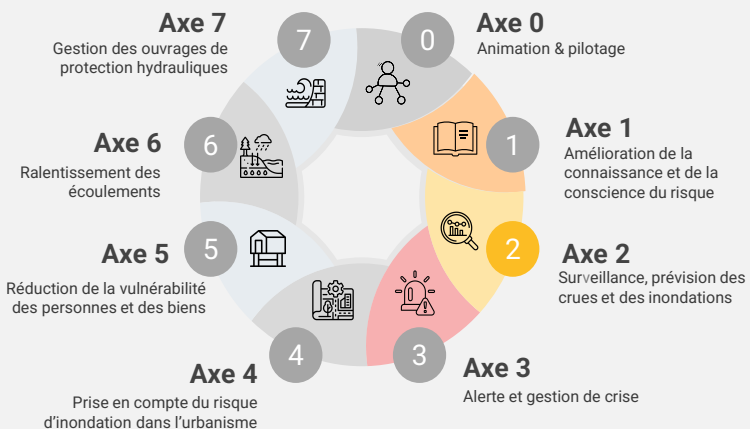 Axe 0
Animation & pilotage
0
Axe 1
Amélioration de la
connaissance et de la
conscience du risque
1
Axe 2
Surveillance, prévision des
crues et des inondations
2
Axe 3
Alerte et gestion de crise
3
Axe 4
Prise en compte du risque
d'inondation dans l'urbanisme
4
Axe 5
Réduction de la vulnérabilité
des personnes et des biens
5
Axe 6
Ralentissement des
écoulements
6
Axe 7
Gestion des ouvrages de
protection hydrauliques
7